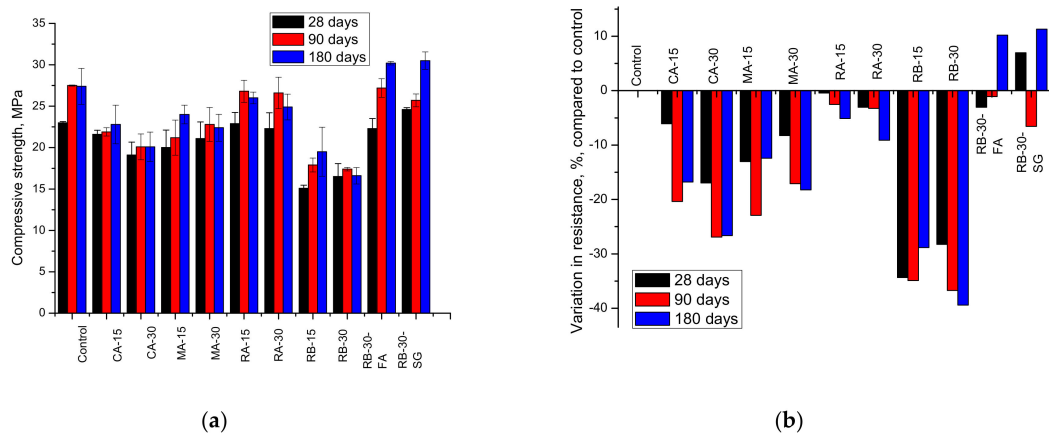 28 days
90 days
180 days
Compressive strength, MPa
35
30
25
20
15
10
5
0
Control
CA-15
CA-30
MA-15
MA-30
RA-15
RA-30
RB-15
RB-30
RB-30-
FA
RB-30-
SG
(a)
Variation in resistance, %, compared to control
10
0
-10
-20
-30
-40
Control
CA-15
CA-30
MA-15
MA-30
RA-15
RA-30
RB-15
RB-30
RB-30-
FA
RB-30-
SG
28 days
90 days
180 days
(b)